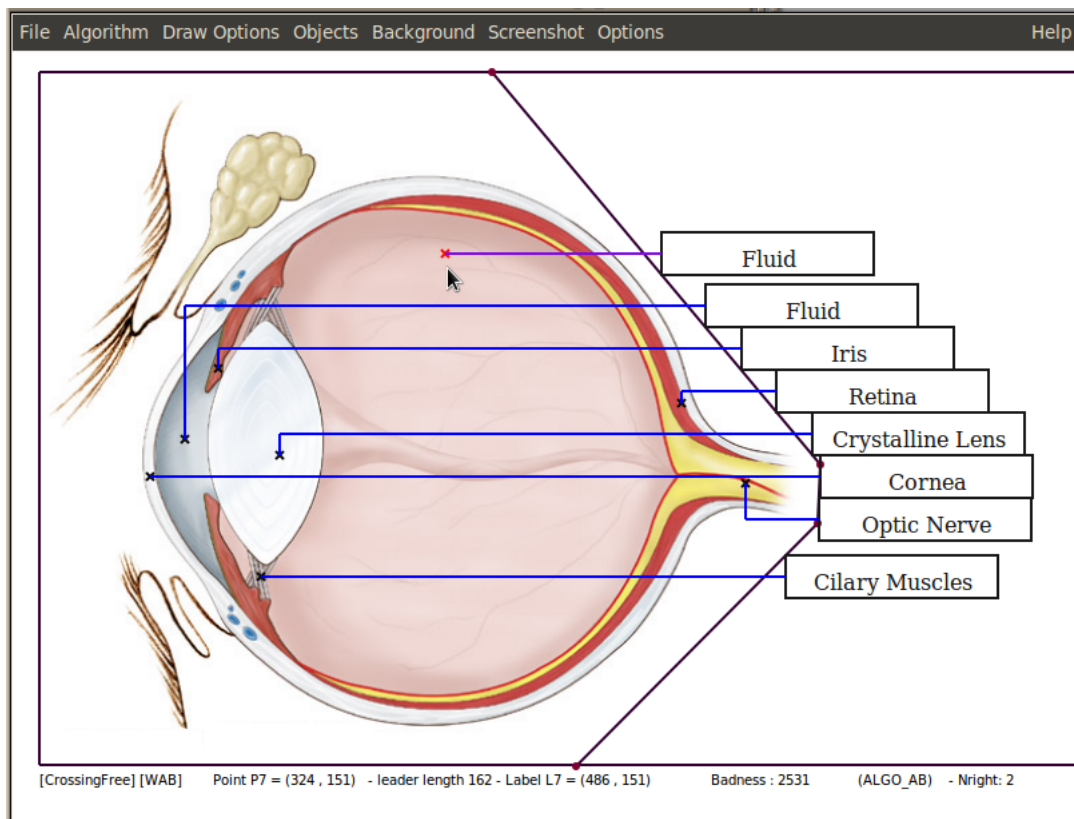 File Algorithm Draw Options Objects Background Screenshot Options Help
Fluid
Fluid
Iris
Retina
Crystalline Lens
Cornea
Optic Nerve
Cilary Muscles
[CrossingFree] [WAB] Point P7 = (324 , 151) - leader length 162 - Label L7 = (486 , 151) Badness : 2531 (ALGO_AB) - Nright: 2